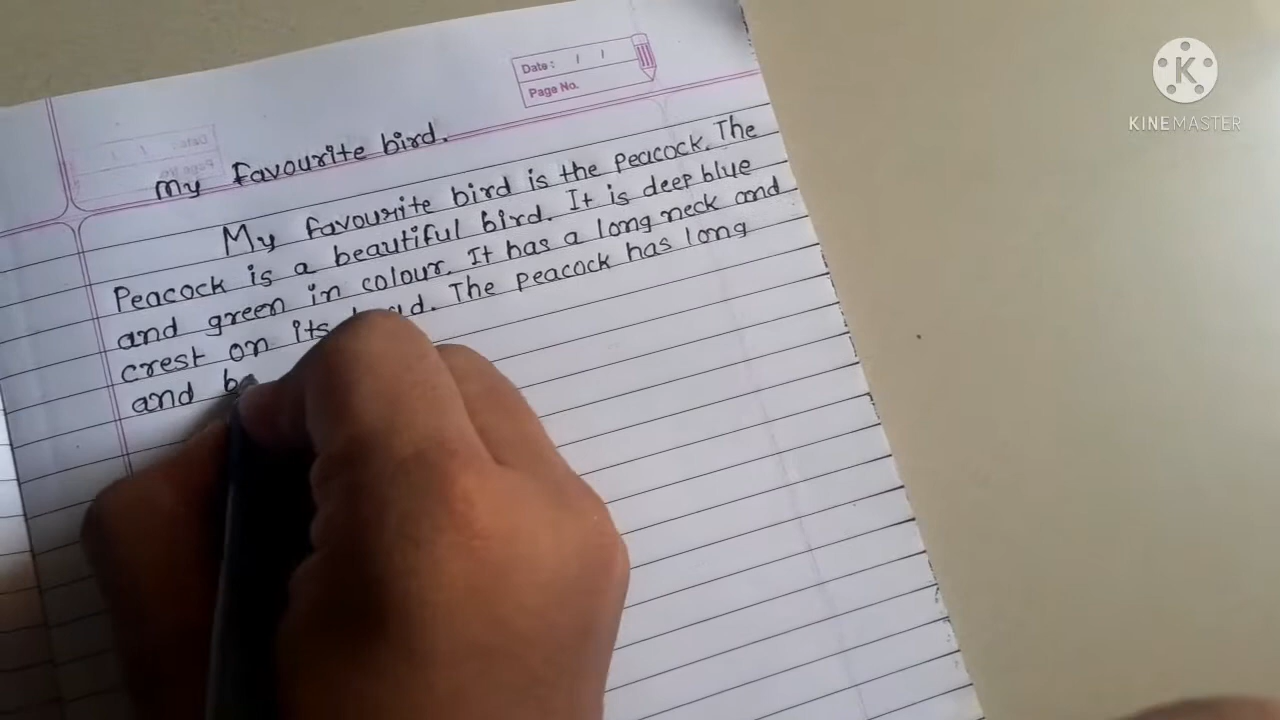 Date: / /
Page No.
KINEMASTER
My favourite bird.
My favourite bird is the peacock. The
Peacock is a beautiful bird. It is deep blue
and green in colour. It has a long neck and
crest on its The peacock has long
and